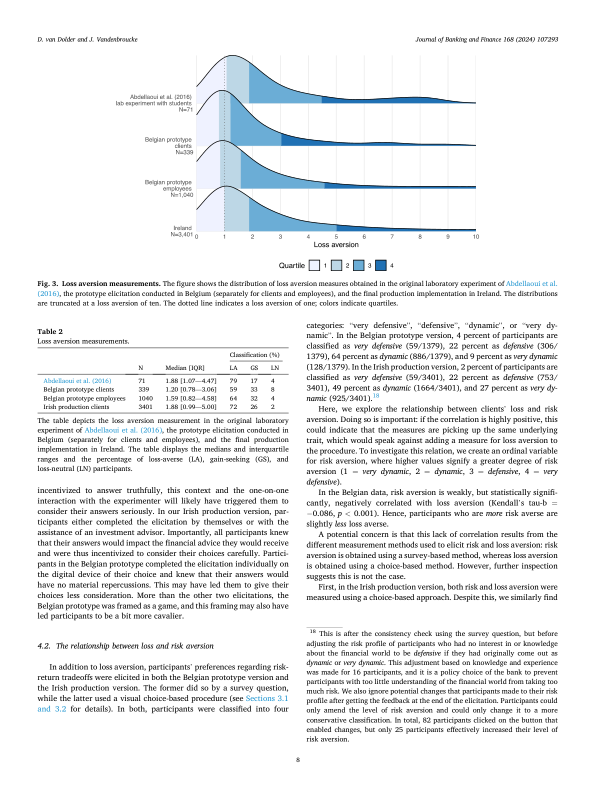 D. van Dolder and J. Vandenbroucke
Journal of Banking and Finance 168 (2024) 107293
Abdellaoui et al. (2016)
lab experiment with students
N=71
Belgian prototype
clients
N=339
Belgian prototype
employees
N=1,040
Ireland
N=3,401
0 1 2 3 4 5 6 7 8 9 10
Loss aversion
Quartile 1 2 3 4
Fig. 3. Loss aversion measurements. The figure shows the distribution of loss aversion measures obtained in the original laboratory experiment of Abdellaoui et al.
(2016), the prototype elicitation conducted in Belgium (separately for clients and employees), and the final production implementation in Ireland. The distributions
are truncated at a loss aversion of ten. The dotted line indicates a loss aversion of one; colors indicate quartiles.
Table 2
Loss aversion measurements.
Classification (%)
N Median [IQR] LA GS LN
Abdellaoui et al. (2016) 71 1.88 [1.07—4.47] 79 17 4
Belgian prototype clients 339 1.20 [0.78—3.06] 59 33 8
Belgian prototype employees 1040 1.59 [0.82—4.58] 64 32 4
Irish production clients 3401 1.88 [0.99—5.00] 72 26 2
The table depicts the loss aversion measurement in the original laboratory
experiment of Abdellaoui et al. (2016), the prototype elicitation conducted in
Belgium (separately for clients and employees), and the final production
implementation in Ireland. The table displays the medians and interquartile
ranges and the percentage of loss-averse (LA), gain-seeking (GS), and
loss-neutral (LN) participants.
incentivized to answer truthfully, this context and the one-on-one
interaction with the experimenter will likely have triggered them to
consider their answers seriously. In our Irish production version, par-
ticipants either completed the elicitation by themselves or with the
assistance of an investment advisor. Importantly, all participants knew
that their answers would impact the financial advice they would receive
and were thus incentivized to consider their choices carefully. Partici-
pants in the Belgium prototype completed the elicitation individually on
the digital device of their choice and knew that their answers would
have no material repercussions. This may have led them to give their
choices less consideration. More than the other two elicitations, the
Belgian prototype was framed as a game, and this framing may also have
led participants to be a bit more cavalier.
4.2. The relationship between loss and risk aversion
In addition to loss aversion, participants' preferences regarding risk-
return tradeoffs were elicited in both the Belgian prototype version and
the Irish production version. The former did so by a survey question,
while the latter used a visual choice-based procedure (see Sections 3.1
and 3.2 for details). In both, participants were classified into four
categories: "very defensive", "defensive", "dynamic", or "very dy-
namic". In the Belgian prototype version, 4 percent of participants are
classified as very defensive (59/1379), 22 percent as defensive (306/
1379), 64 percent as dynamic (886/1379), and 9 percent as very dynamic
(128/1379). In the Irish production version, 2 percent of participants are
classified as very defensive (59/3401), 22 percent as defensive (753/
3401), 49 percent as dynamic (1664/3401), and 27 percent as very dy-
namic (925/3401).18
Here, we explore the relationship between clients' loss and risk
aversion. Doing so is important: if the correlation is highly positive, this
could indicate that the measures are picking up the same underlying
trait, which would speak against adding a measure for loss aversion to
the procedure. To investigate this relation, we create an ordinal variable
for risk aversion, where higher values signify a greater degree of risk
aversion (1 = very dynamic, 2 = dynamic, 3 = defensive, 4 = very
defensive).
In the Belgian data, risk aversion is weakly, but statistically signifi-
cantly, negatively correlated with loss aversion (Kendall's tau-b =
−0.086, p < 0.001). Hence, participants who are more risk averse are
slightly less loss averse.
A potential concern is that this lack of correlation results from the
different measurement methods used to elicit risk and loss aversion: risk
aversion is obtained using a survey-based method, whereas loss aversion
is obtained using a choice-based method. However, further inspection
suggests this is not the case.
First, in the Irish production version, both risk and loss aversion were
measured using a choice-based approach. Despite this, we similarly find
18 This is after the consistency check using the survey question, but before
adjusting the risk profile of participants who had no interest in or knowledge
about the financial world to be defensive if they had originally come out as
dynamic or very dynamic. This adjustment based on knowledge and experience
was made for 16 participants, and it is a policy choice of the bank to prevent
participants with too little understanding of the financial world from taking too
much risk. We also ignore potential changes that participants made to their risk
profile after getting the feedback at the end of the elicitation. Participants could
only amend the level of risk aversion and could only change it to a more
conservative classification. In total, 82 participants clicked on the button that
enabled changes, but only 25 participants effectively increased their level of
risk aversion.
8